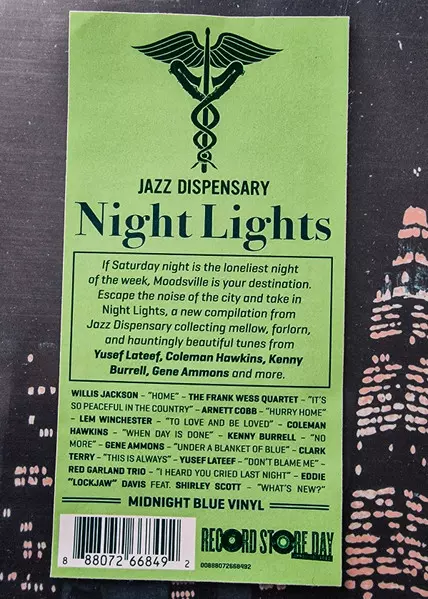 JAZZ DISPENSARY
Night Lights
If Saturday night is the loneliest night
of the week, Moodsville is your destination.
Escape the noise of the city and take in
Night Lights, a new compilation from
Jazz Dispensary collecting mellow, forlorn,
and hauntingly beautiful tunes from
Yusef Lateef, Coleman Hawkins, Kenny
Burrell, Gene Ammons and more.
WILLIS JACKSON – "HOME" – THE FRANK WESS QUARTET – "IT'S
SO PEACEFUL IN THE COUNTRY" – ARNETT COBB – "HURRY HOME"
– LEM WINCHESTER – "TO LOVE AND BE LOVED" – COLEMAN
HAWKINS – "WHEN DAY IS DONE" – KENNY BURRELL – "NO
MORE" – GENE AMMONS – "UNDER A BLANKET OF BLUE" – CLARK
TERRY – "THIS IS ALWAYS" – YUSEF LATEEF – "DON'T BLAME ME" –
RED GARLAND TRIO – "I HEARD YOU CRIED LAST NIGHT" – EDDIE
"LOCKJAW" DAVIS FEAT. SHIRLEY SCOTT – "WHAT'S NEW?"
MIDNIGHT BLUE VINYL
8 88072 66849 2
RECORD STORE DAY
00888072668492